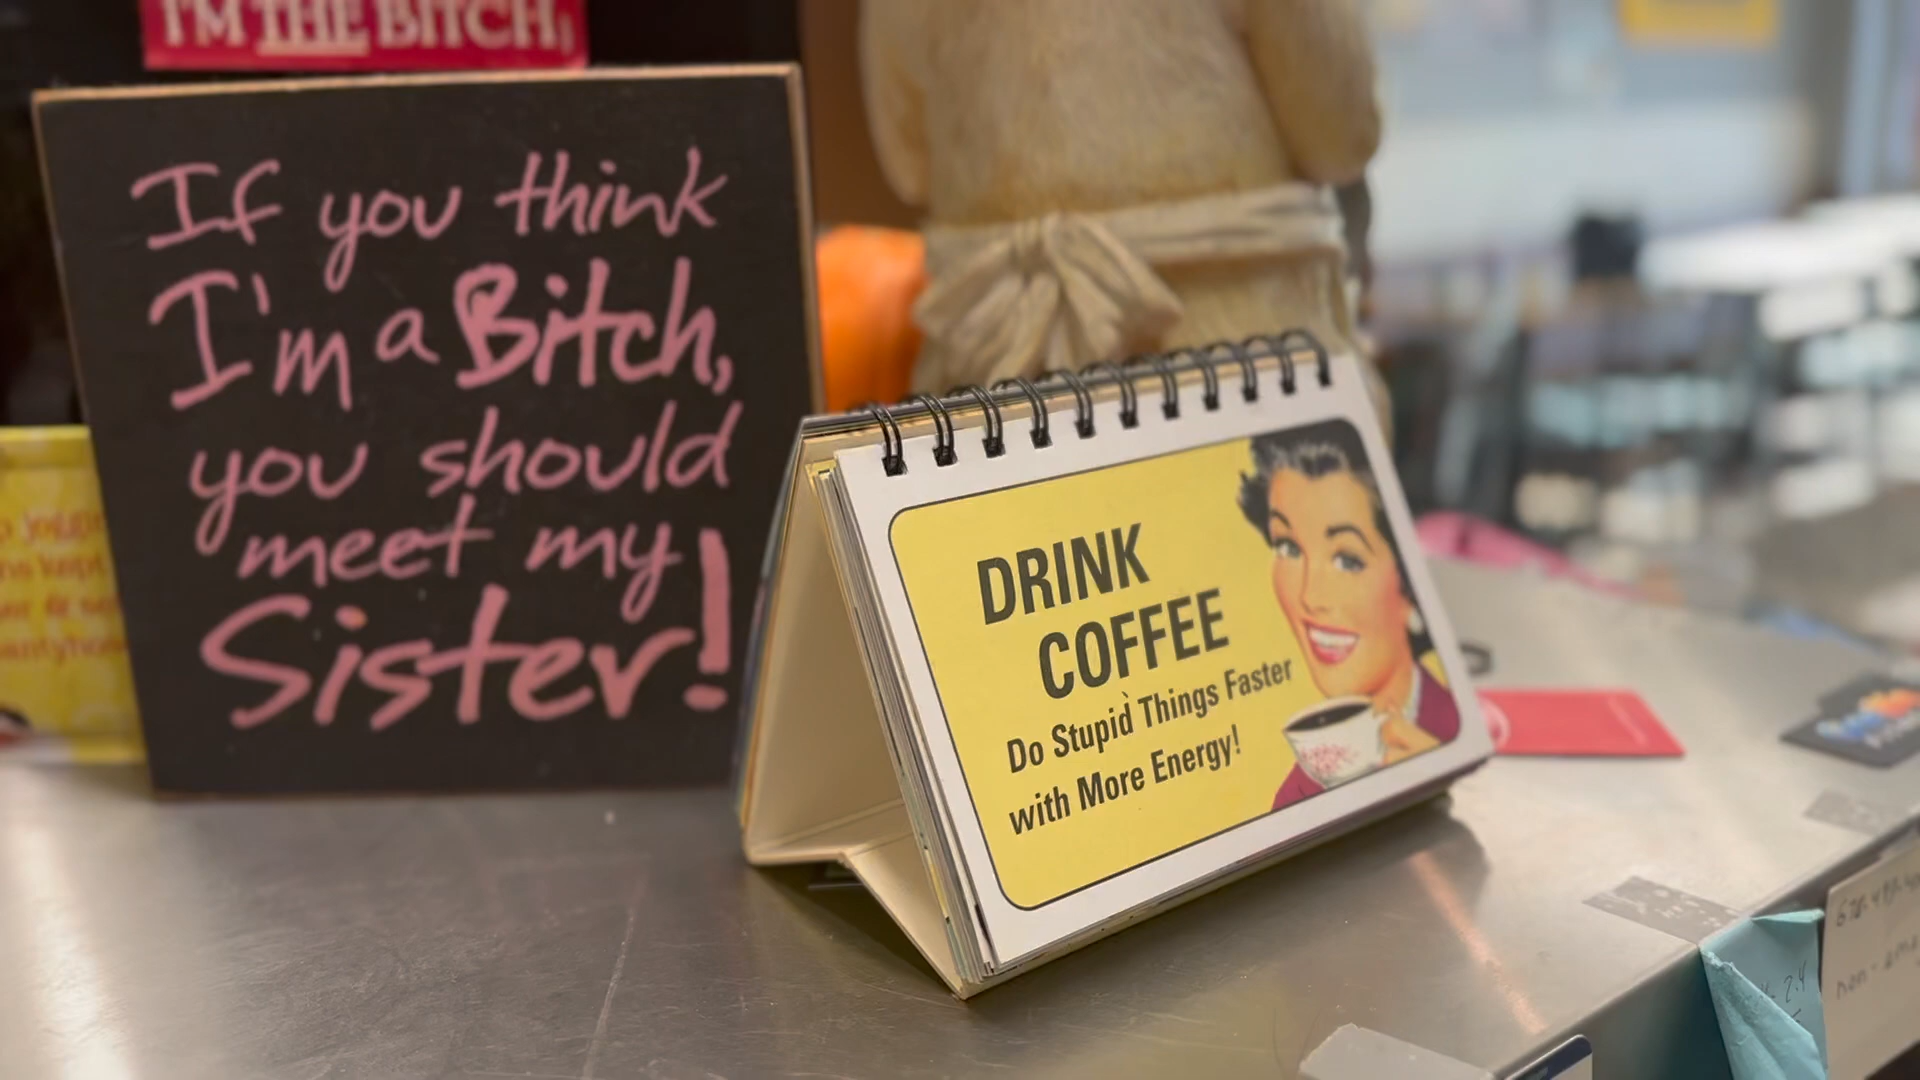 I'M THE BITCH
If you think
I'm a Bitch,
you should
meet my
Sister!
DRINK
COFFEE
Do Stupid Things Faster
with More Energy!